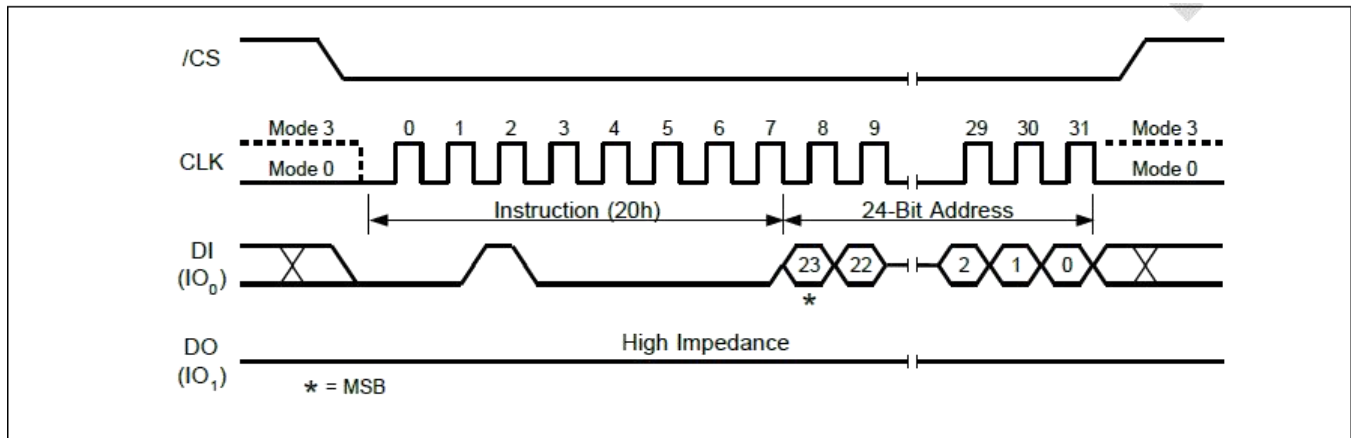 /CS
Mode 3 0 1 2 3 4 5 6 7 8 9 29 30 31 Mode 3
CLK
Mode 0 Mode 0
Instruction (20h) 24-Bit Address
DI
(IO0)
23 22 2 1 0
*
High Impedance
DO
(IO1)
* = MSB